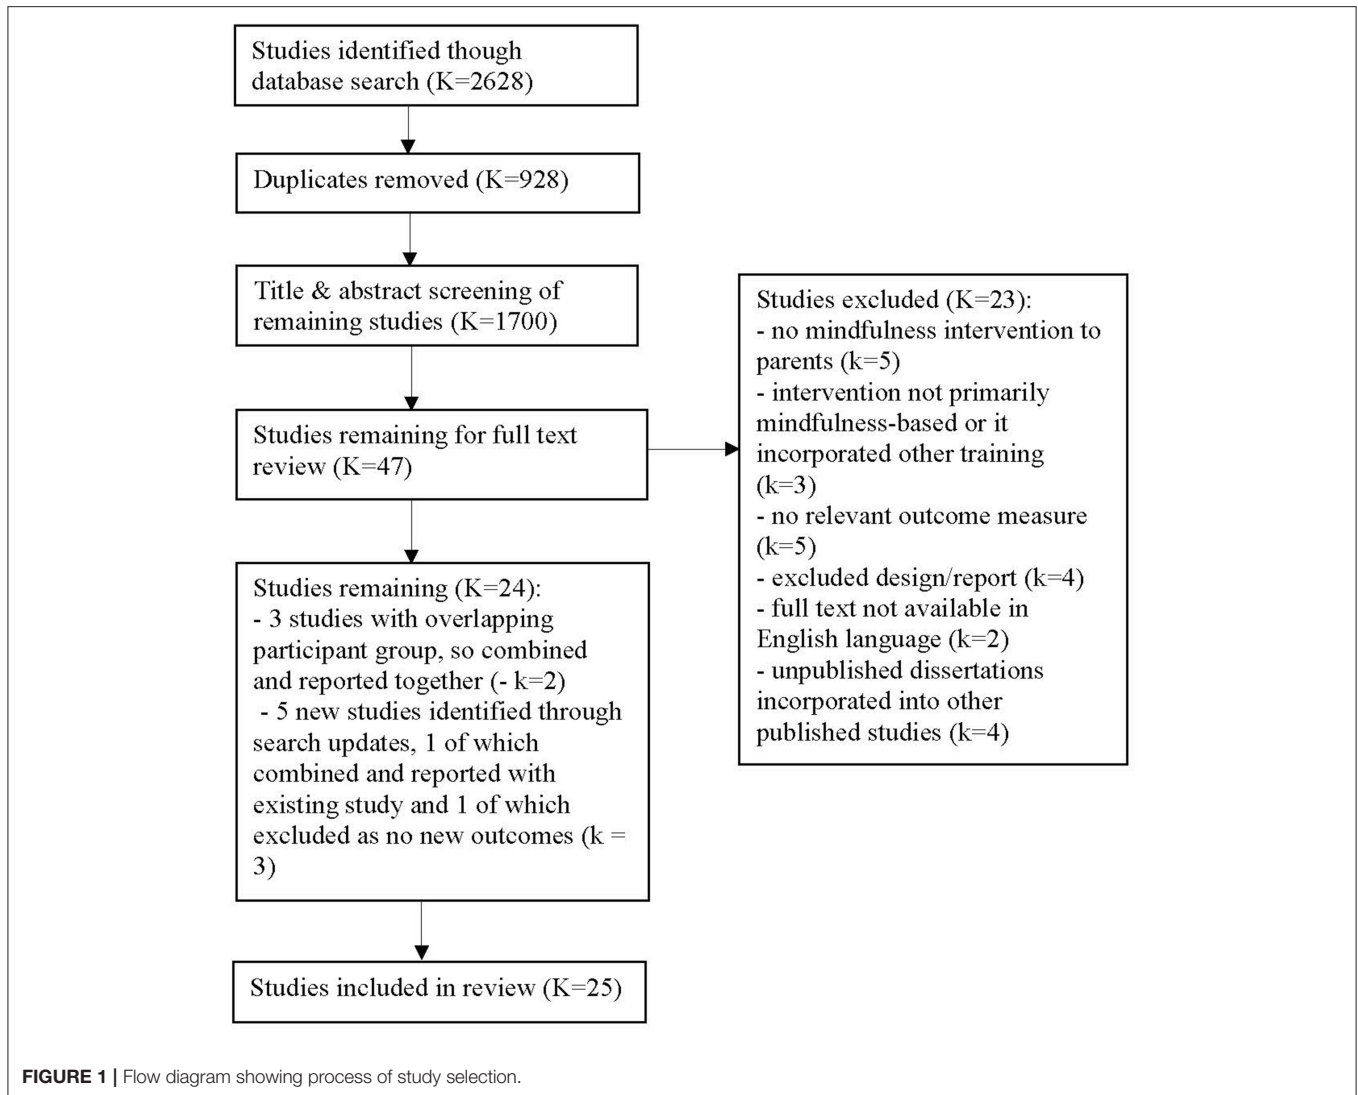 Studies identified though
database search (K=2628)
Duplicates removed (K=928)
Title & abstract screening of
remaining studies (K=1700)
Studies remaining for full text
review (K=47)
Studies excluded (K=23):
- no mindfulness intervention to
parents (k=5)
- intervention not primarily
mindfulness-based or it
incorporated other training
(k=3)
- no relevant outcome measure
(k=5)
- excluded design/report (k=4)
- full text not available in
English language (k=2)
- unpublished dissertations
incorporated into other
published studies (k=4)
Studies remaining (K=24):
- 3 studies with overlapping
participant group, so combined
and reported together (- k=2)
- 5 new studies identified through
search updates, 1 of which
combined and reported with
existing study and 1 of which
excluded as no new outcomes (k =
3)
Studies included in review (K=25)
FIGURE 1 | Flow diagram showing process of study selection.